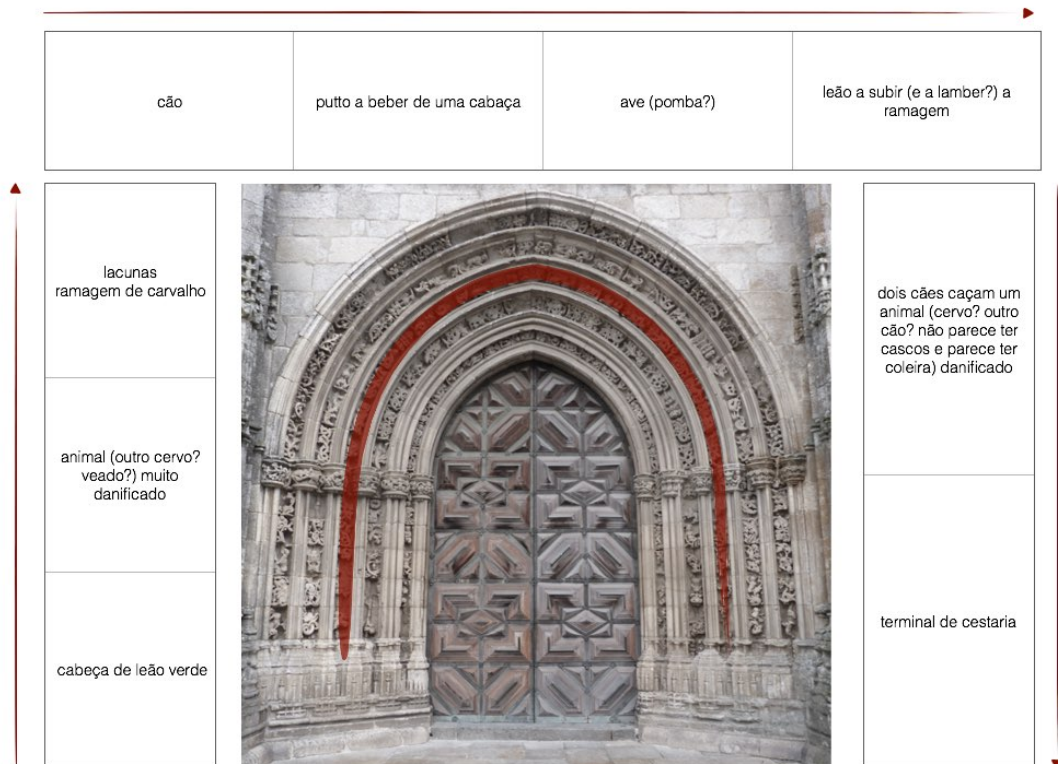 cão
putto a beber de uma cabaça
ave (pomba?)
leão a subir (e a lamber?) a
ramagem
lacunas
ramagem de carvalho
animal (outro cervo?
veado?) muito
danificado
cabeça de leão verde
dois cães caçam um
animal (cervo? outro
cão? não parece ter
cascos e parece ter
coleira) danificado
terminal de cestaria